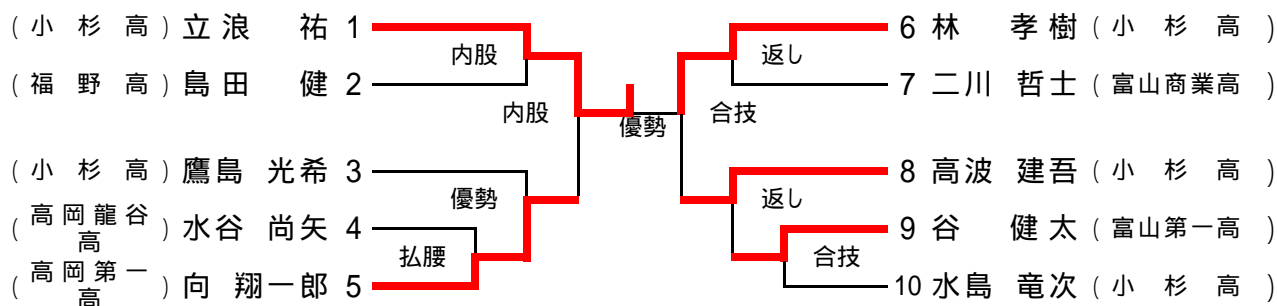 (小杉高) 立浪 祐 1
内股
(福野高) 島田 健 2
内股
(小杉高) 鷹島 光希 3
優勢
(高岡龍谷高) 水谷 尚矢 4
払腰
(高岡第一高) 向 翔一郎 5
優勢
6 林 孝樹 (小杉高)
返し
7 二川 哲士 (富山商業高)
合技
8 高波 建吾 (小杉高)
返し
9 谷 健太 (富山第一高)
合技
10 水島 竜次 (小杉高)